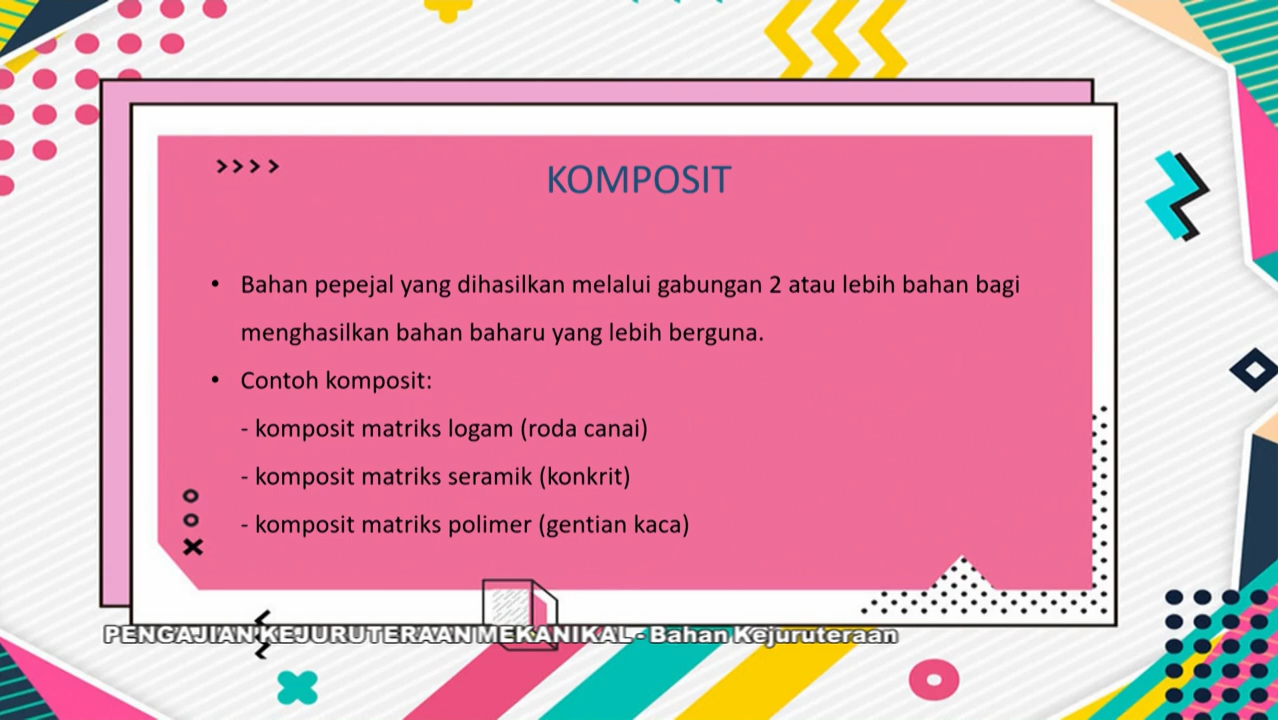 KOMPOSIT
• Bahan pepejal yang dihasilkan melalui gabungan 2 atau lebih bahan bagi
menghasilkan bahan baharu yang lebih berguna.
• Contoh komposit:
- komposit matriks logam (roda canai)
- komposit matriks seramik (konkrit)
- komposit matriks polimer (gentian kaca)
PENGAJIAN KEJURUTERAAN MEKANIKAL - Bahan Kejuruteraan